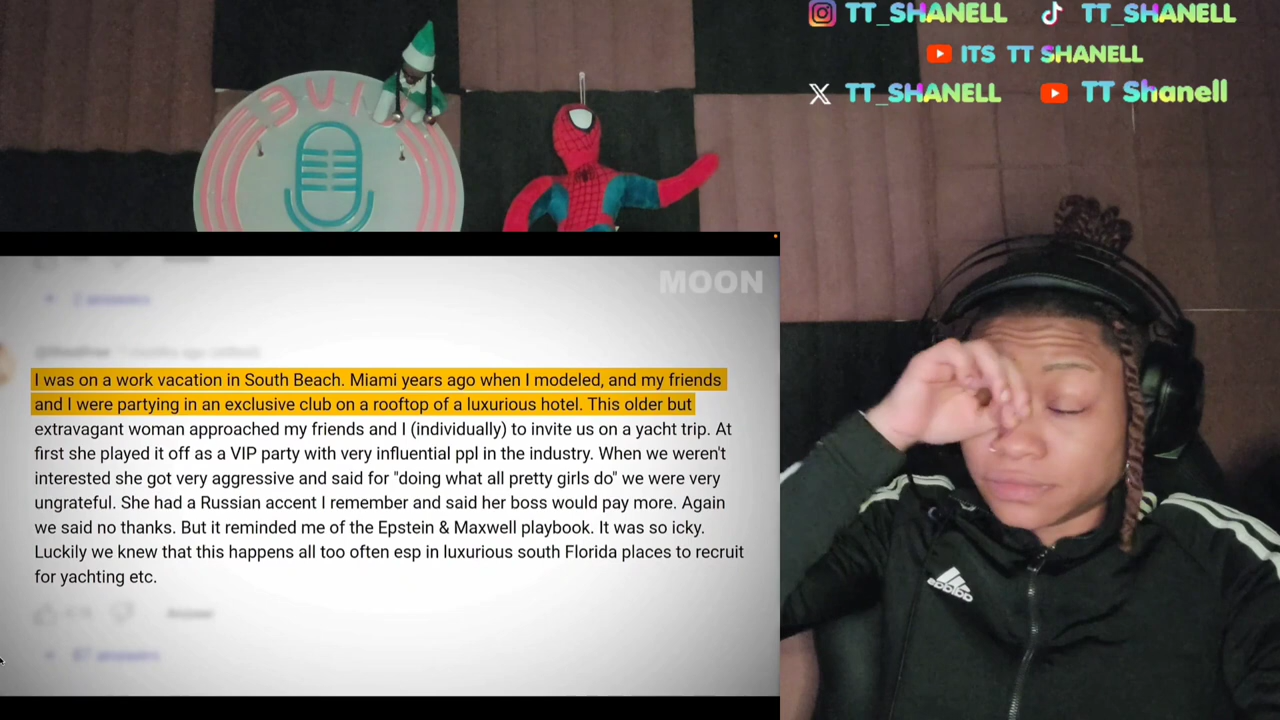 TT_SHANELL TT_SHANELL
ITS TT SHANELL
TT_SHANELL TT Shanell
LIVE
MOON
I was on a work vacation in South Beach. Miami years ago when I modeled, and my friends
and I were partying in an exclusive club on a rooftop of a luxurious hotel. This older but
extravagant woman approached my friends and I (individually) to invite us on a yacht trip. At
first she played it off as a VIP party with very influential ppl in the industry. When we weren't
interested she got very aggressive and said for "doing what all pretty girls do" we were very
ungrateful. She had a Russian accent I remember and said her boss would pay more. Again
we said no thanks. But it reminded me of the Epstein & Maxwell playbook. It was so icky.
Luckily we knew that this happens all too often esp in luxurious south Florida places to recruit
for yachting etc.
adidas